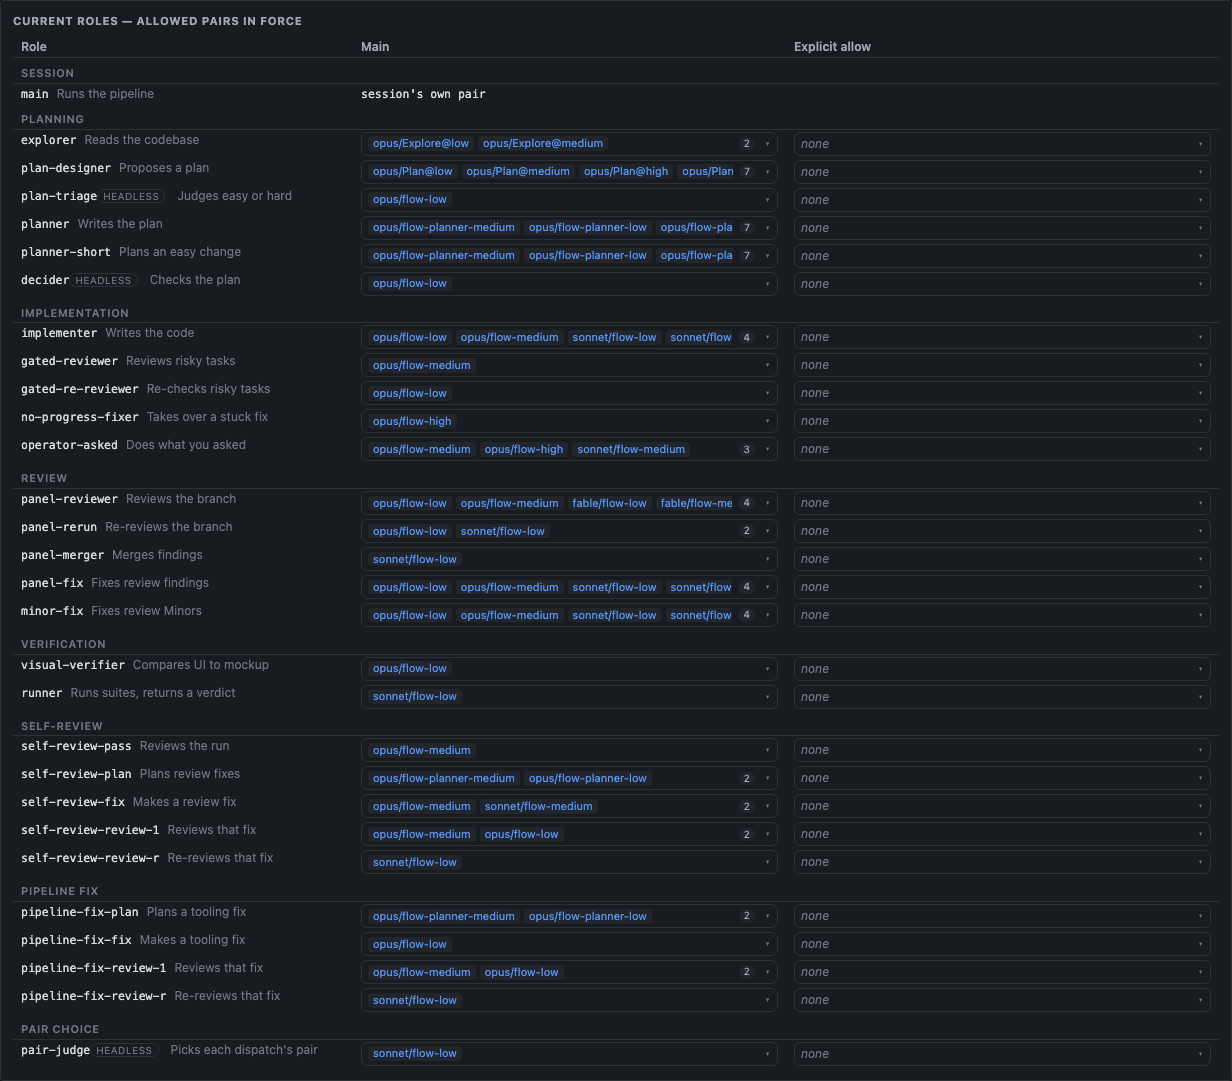 CURRENT ROLES — ALLOWED PAIRS IN FORCE
Role Main Explicit allow
SESSION
main Runs the pipeline session's own pair
PLANNING
explorer Reads the codebase opus/Explore@low opus/Explore@medium 2 none
plan-designer Proposes a plan opus/Plan@low opus/Plan@medium opus/Plan@high opus/Plan 7 none
plan-triage HEADLESS Judges easy or hard opus/flow-low none
planner Writes the plan opus/flow-planner-medium opus/flow-planner-low opus/flow-pla 7 none
planner-short Plans an easy change opus/flow-planner-medium opus/flow-planner-low opus/flow-pla 7 none
decider HEADLESS Checks the plan opus/flow-low none
IMPLEMENTATION
implementer Writes the code opus/flow-low opus/flow-medium sonnet/flow-low sonnet/flow 4 none
gated-reviewer Reviews risky tasks opus/flow-medium none
gated-re-reviewer Re-checks risky tasks opus/flow-low none
no-progress-fixer Takes over a stuck fix opus/flow-high none
operator-asked Does what you asked opus/flow-medium opus/flow-high sonnet/flow-medium 3 none
REVIEW
panel-reviewer Reviews the branch opus/flow-low opus/flow-medium fable/flow-low fable/flow-me 4 none
panel-rerun Re-reviews the branch opus/flow-low sonnet/flow-low 2 none
panel-merger Merges findings sonnet/flow-low none
panel-fix Fixes review findings opus/flow-low opus/flow-medium sonnet/flow-low sonnet/flow 4 none
minor-fix Fixes review Minors opus/flow-low opus/flow-medium sonnet/flow-low sonnet/flow 4 none
VERIFICATION
visual-verifier Compares UI to mockup opus/flow-low none
runner Runs suites, returns a verdict sonnet/flow-low none
SELF-REVIEW
self-review-pass Reviews the run opus/flow-medium none
self-review-plan Plans review fixes opus/flow-planner-medium opus/flow-planner-low 2 none
self-review-fix Makes a review fix opus/flow-medium sonnet/flow-medium 2 none
self-review-review-1 Reviews that fix opus/flow-medium opus/flow-low 2 none
self-review-review-r Re-reviews that fix sonnet/flow-low none
PIPELINE FIX
pipeline-fix-plan Plans a tooling fix opus/flow-planner-medium opus/flow-planner-low 2 none
pipeline-fix-fix Makes a tooling fix opus/flow-low none
pipeline-fix-review-1 Reviews that fix opus/flow-medium opus/flow-low 2 none
pipeline-fix-review-r Re-reviews that fix sonnet/flow-low none
PAIR CHOICE
pair-judge HEADLESS Picks each dispatch's pair sonnet/flow-low none